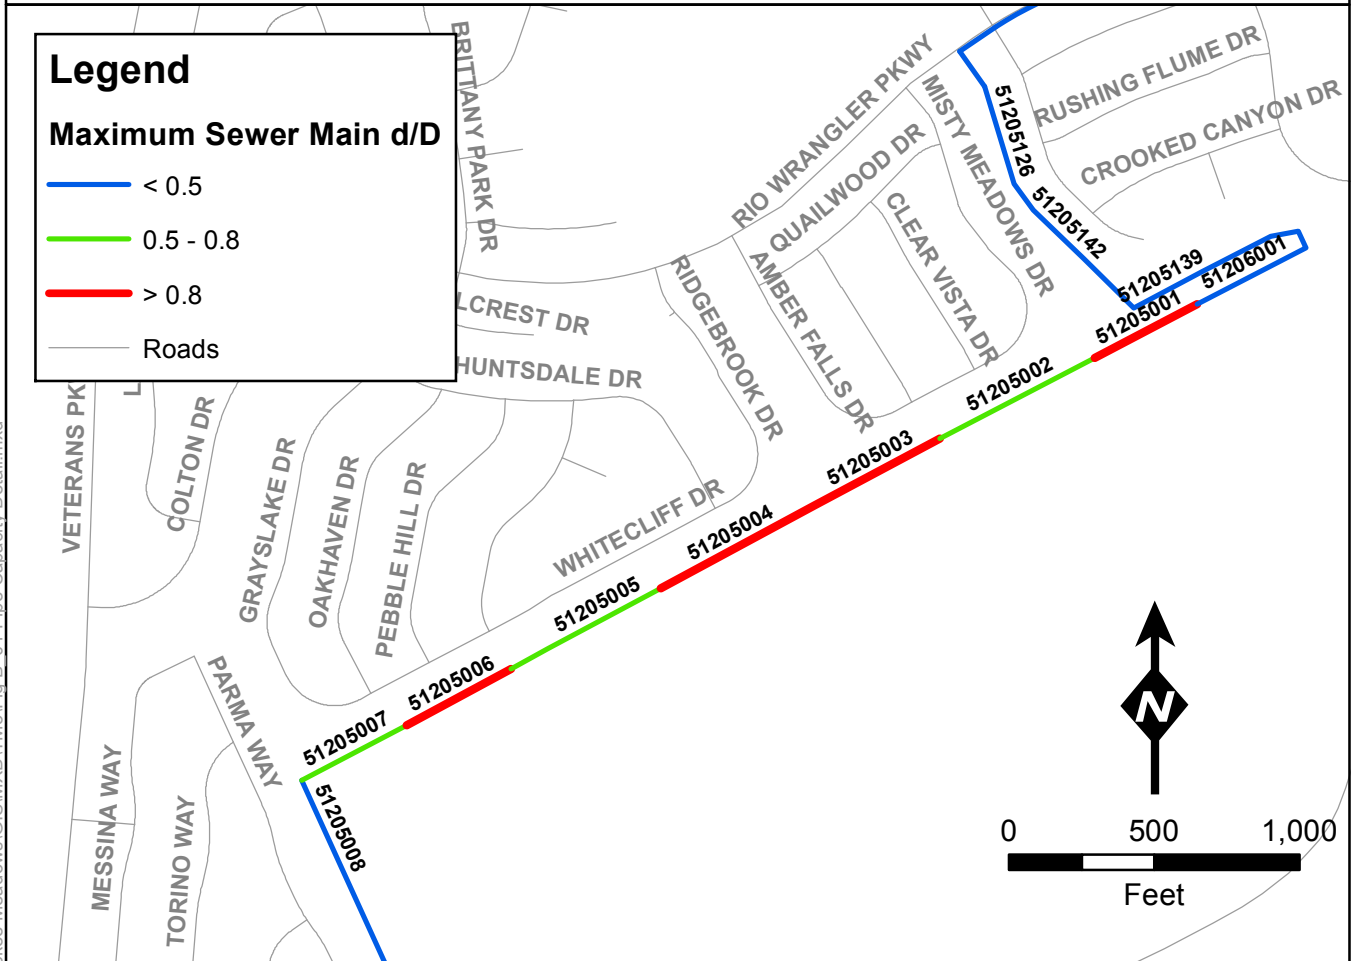 Legend
Maximum Sewer Main d/D
< 0.5
0.5 - 0.8
> 0.8
Roads
BRITTANY PARK DR
RIO WRANGLER PKWY
MISTY MEADOWS DR
51205126
RUSHING FLUME DR
CROOKED CANYON DR
QUAILWOOD DR
CLEAR VISTA DR
51205142
51205139
51206001
51205001
AMBER FALLS DR
RIDGEBROOK DR
LCREST DR
HUNTSDALE DR
51205002
51205003
51205004
WHITECLIFF DR
51205005
51205006
51205007
51205008
VETERANS PK
L
COLTON DR
GRAYSLAKE DR
OAKHAVEN DR
PEBBLE HILL DR
PARMA WAY
MESSINA WAY
TORINO WAY
N
0 500 1,000
Feet